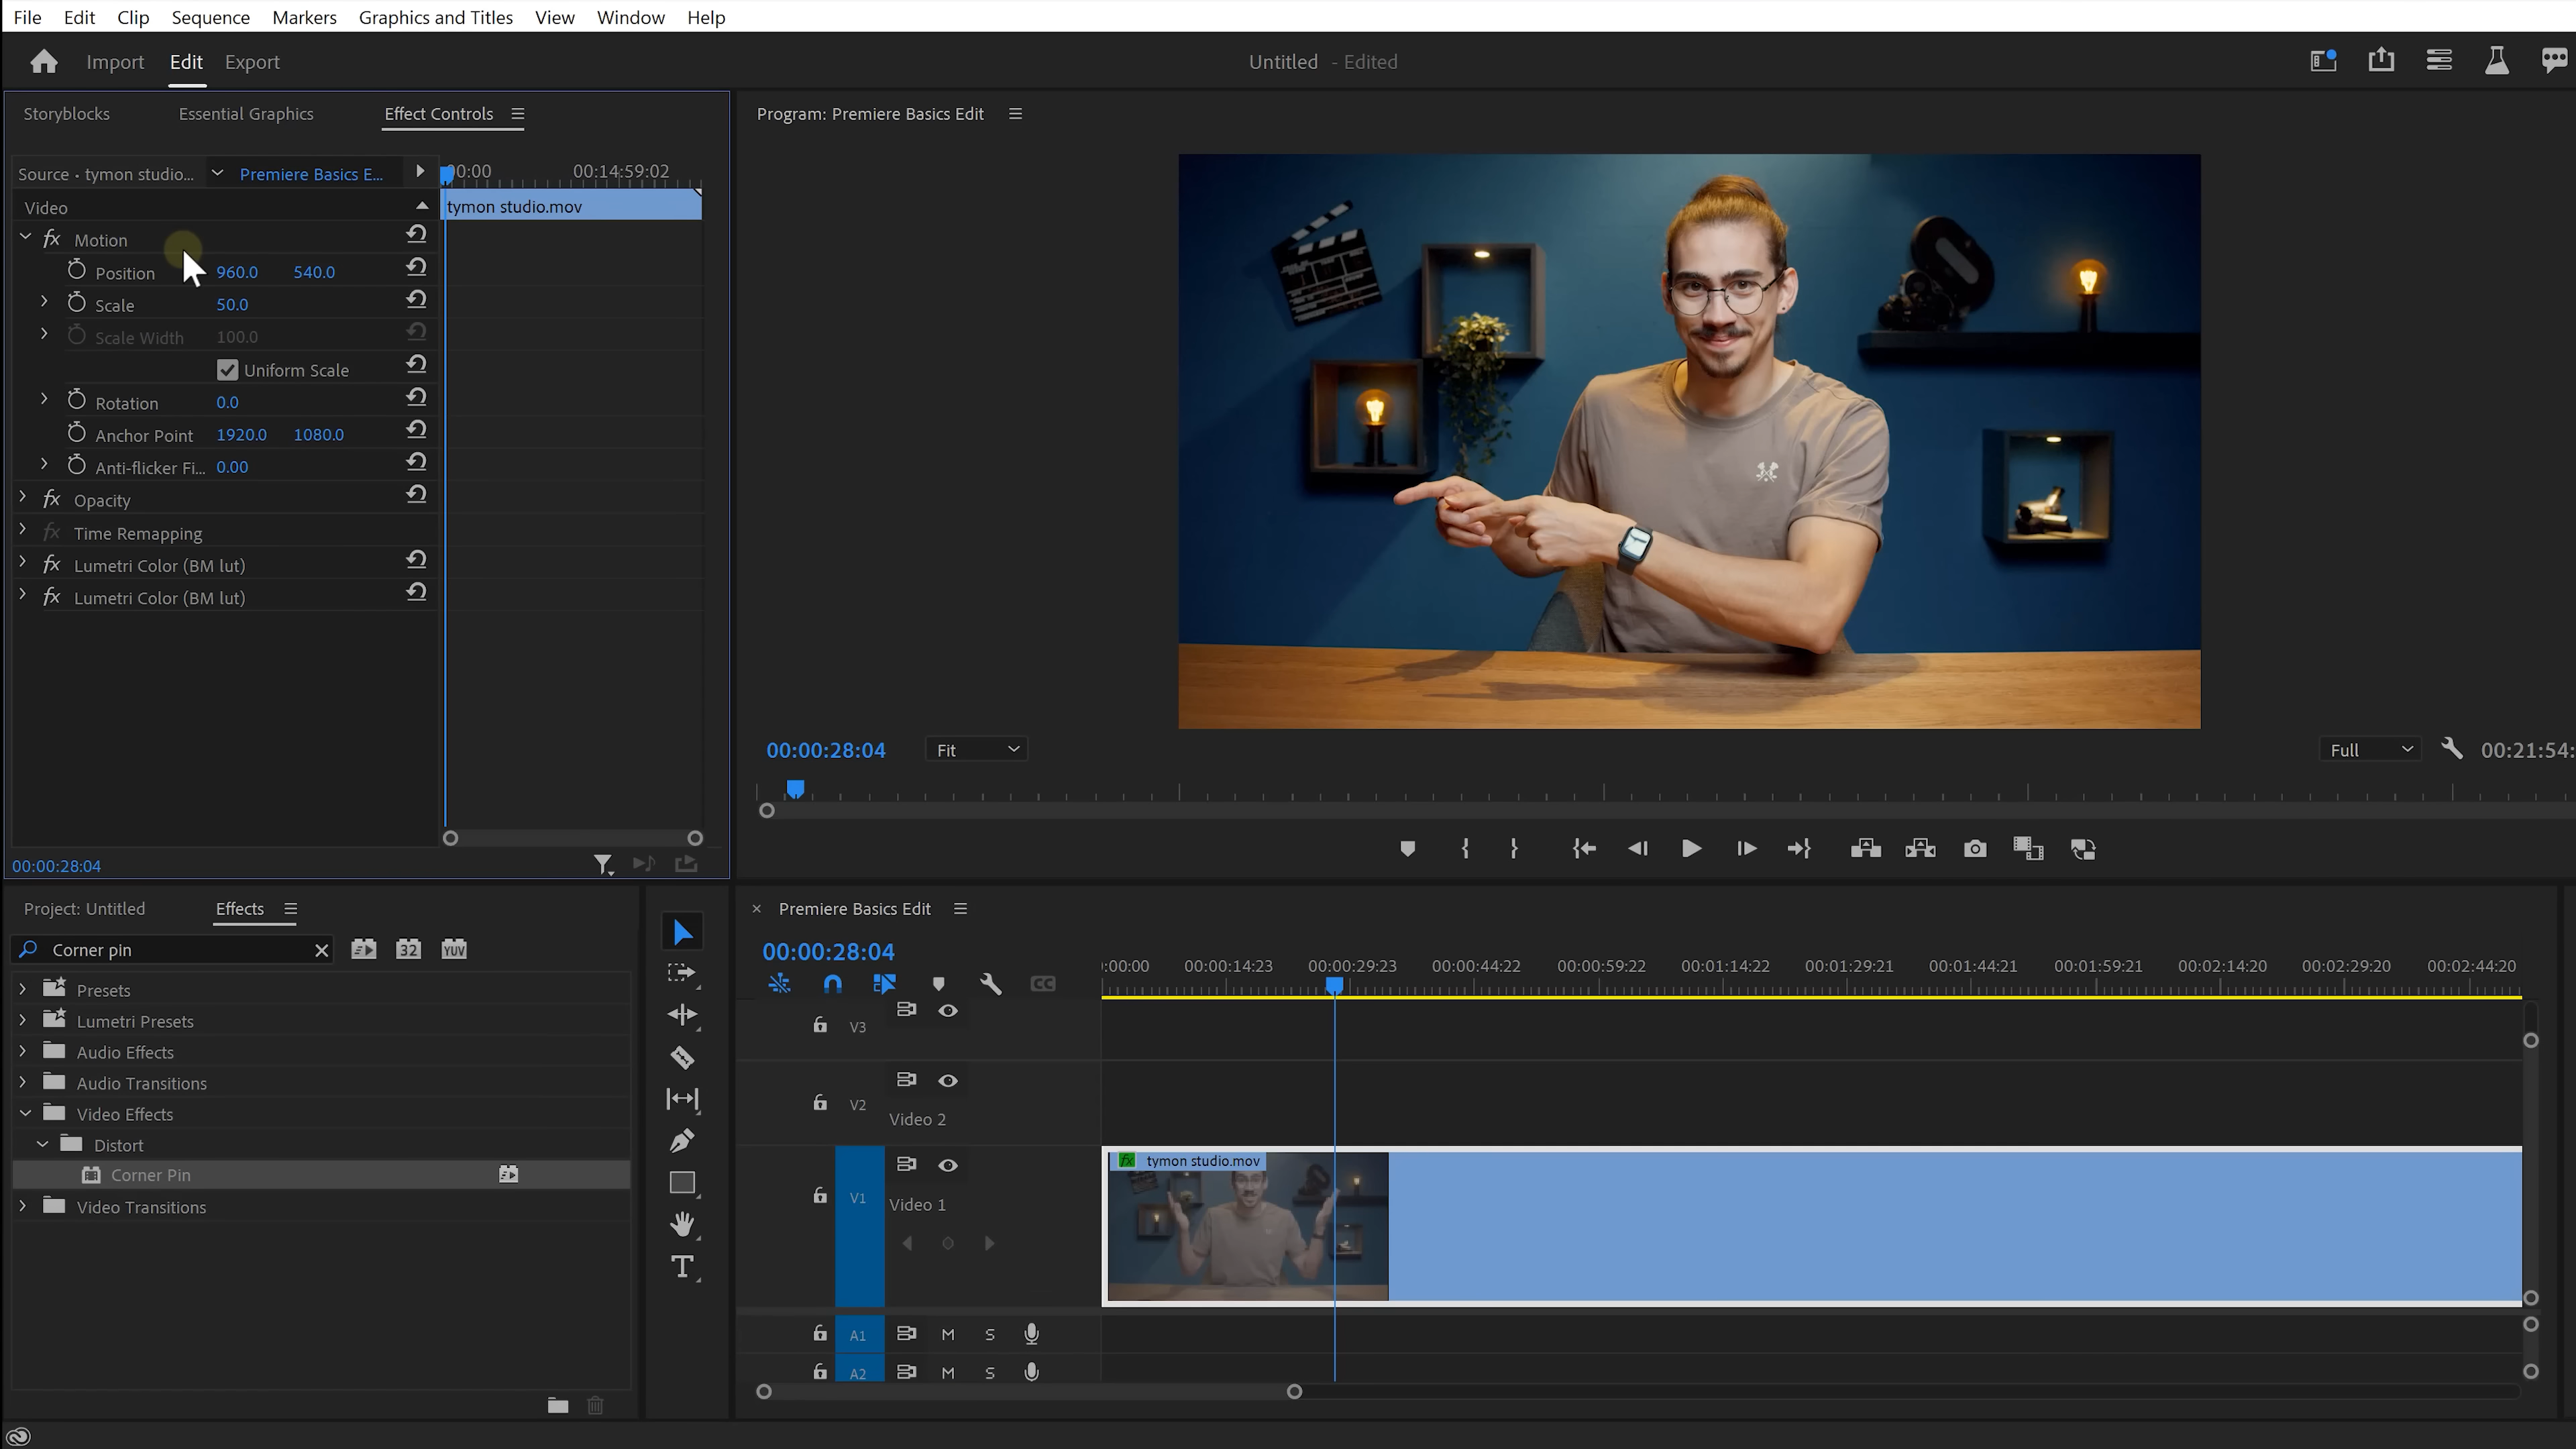 File Edit Clip Sequence Markers Graphics and Titles View Window Help
Import Edit Export
Untitled - Edited
Storyblocks Essential Graphics Effect Controls
Program: Premiere Basics Edit
Source • tymon studio... Premiere Basics E...
00:00 00:14:59:02
Video
tymon studio.mov
Motion
Position 960.0 540.0
Scale 50.0
Scale Width 100.0
Uniform Scale
Rotation 0.0
Anchor Point 1920.0 1080.0
Anti-flicker Fi... 0.00
Opacity
Time Remapping
Lumetri Color (BM lut)
Lumetri Color (BM lut)
00:00:28:04 Fit Full 00:21:54:
00:00:28:04
Project: Untitled Effects
Corner pin
32 YUV
Presets
Lumetri Presets
Audio Effects
Audio Transitions
Video Effects
Distort
Corner Pin
Video Transitions
T
× Premiere Basics Edit
00:00:28:04
:00:00 00:00:14:23 00:00:29:23 00:00:44:22 00:00:59:22 00:01:14:22 00:01:29:21 00:01:44:21 00:01:59:21 00:02:14:20 00:02:29:20 00:02:44:20
CC
V3
V2
Video 2
fx tymon studio.mov
V1
Video 1
A1 M S
A2 M S